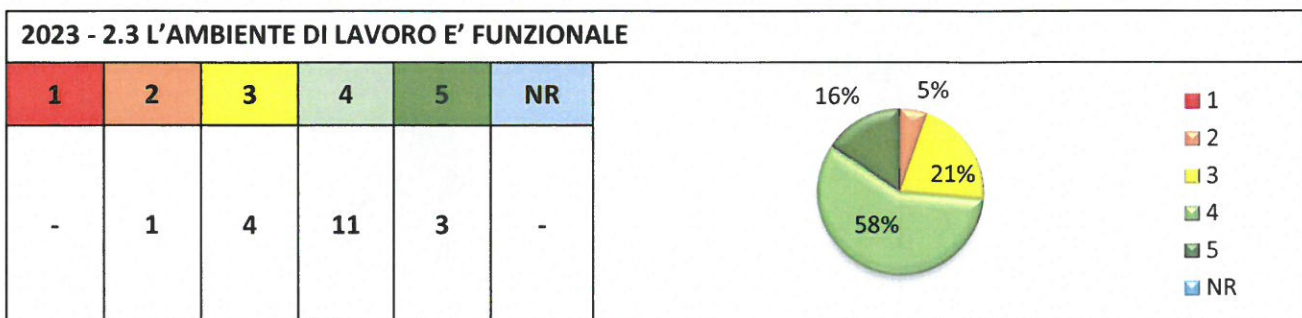 2023 - 2.3 L'AMBIENTE DI LAVORO E' FUNZIONALE
1 2 3 4 5 NR
- 1 4 11 3 -
16% 5%
21%
58%
1
2
3
4
5
NR